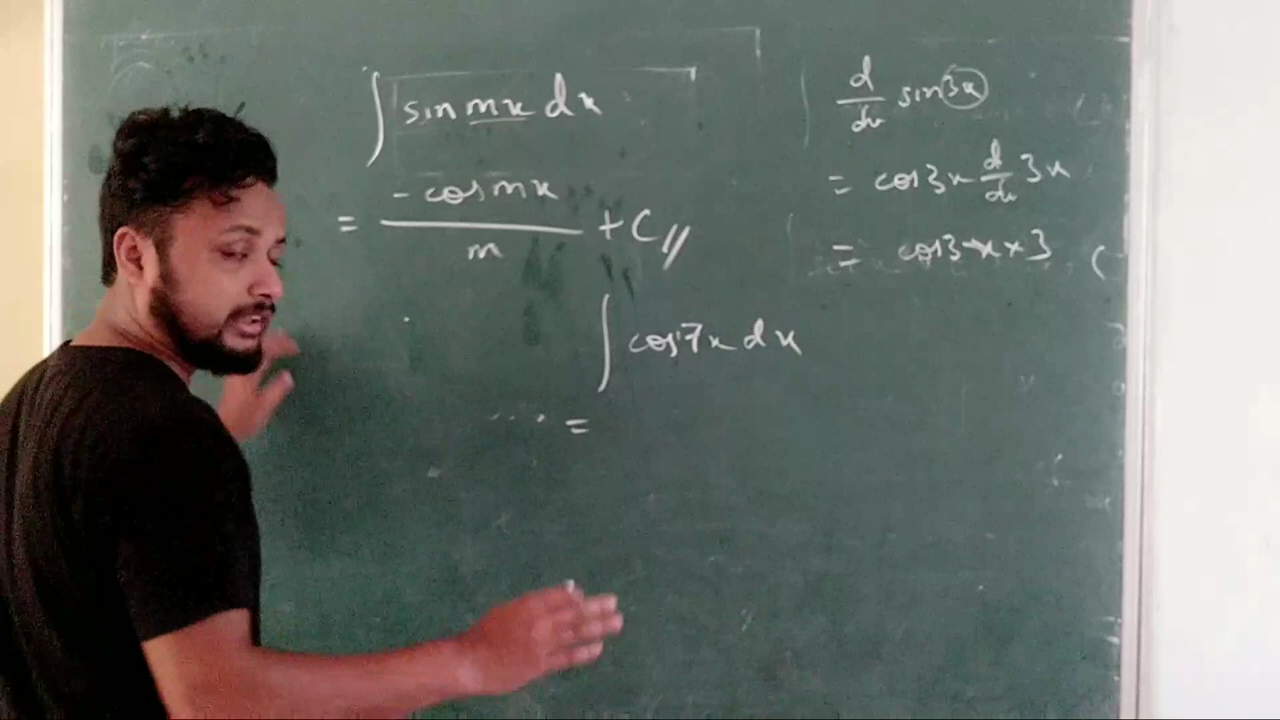 ∫ sin mx dx
= -cos mx / m + C //
∫ cos 7x dx
=
d/dx sin 3x
= cos 3x d/dx 3x
= cos 3x × 3 (